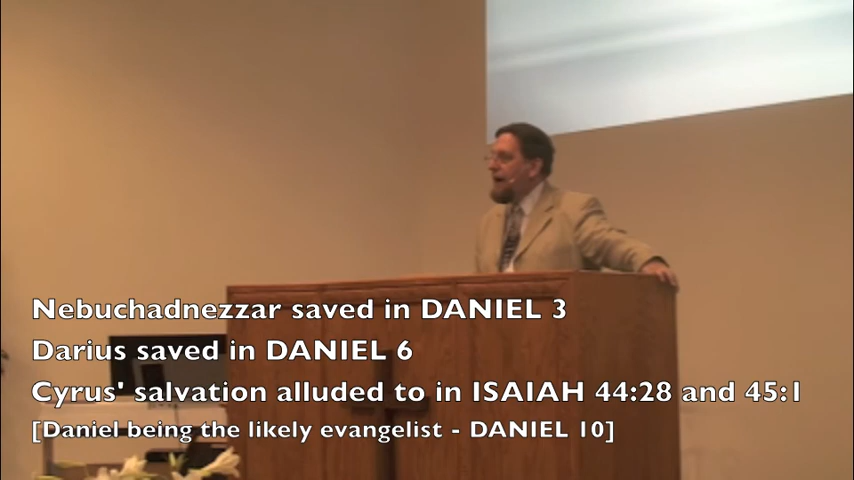 Nebuchadnezzar saved in DANIEL 3
Darius saved in DANIEL 6
Cyrus' salvation alluded to in ISAIAH 44:28 and 45:1
[Daniel being the likely evangelist - DANIEL 10]